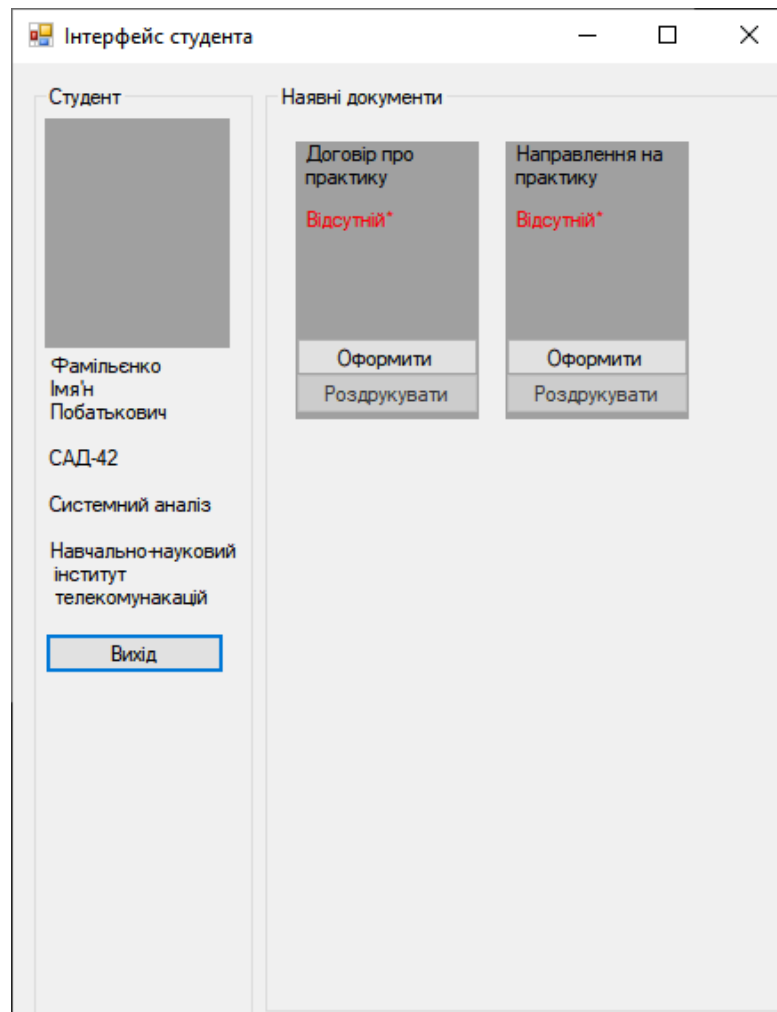 Інтерфейс студента
Студент
Фамільєнко
Імя'н
Побатькович
САД-42
Системний аналіз
Навчально-науковий
інститут
телекомунакацій
Вихід
Наявні документи
Договір про
практику
Відсутній*
Оформити
Роздрукувати
Направлення на
практику
Відсутній*
Оформити
Роздрукувати